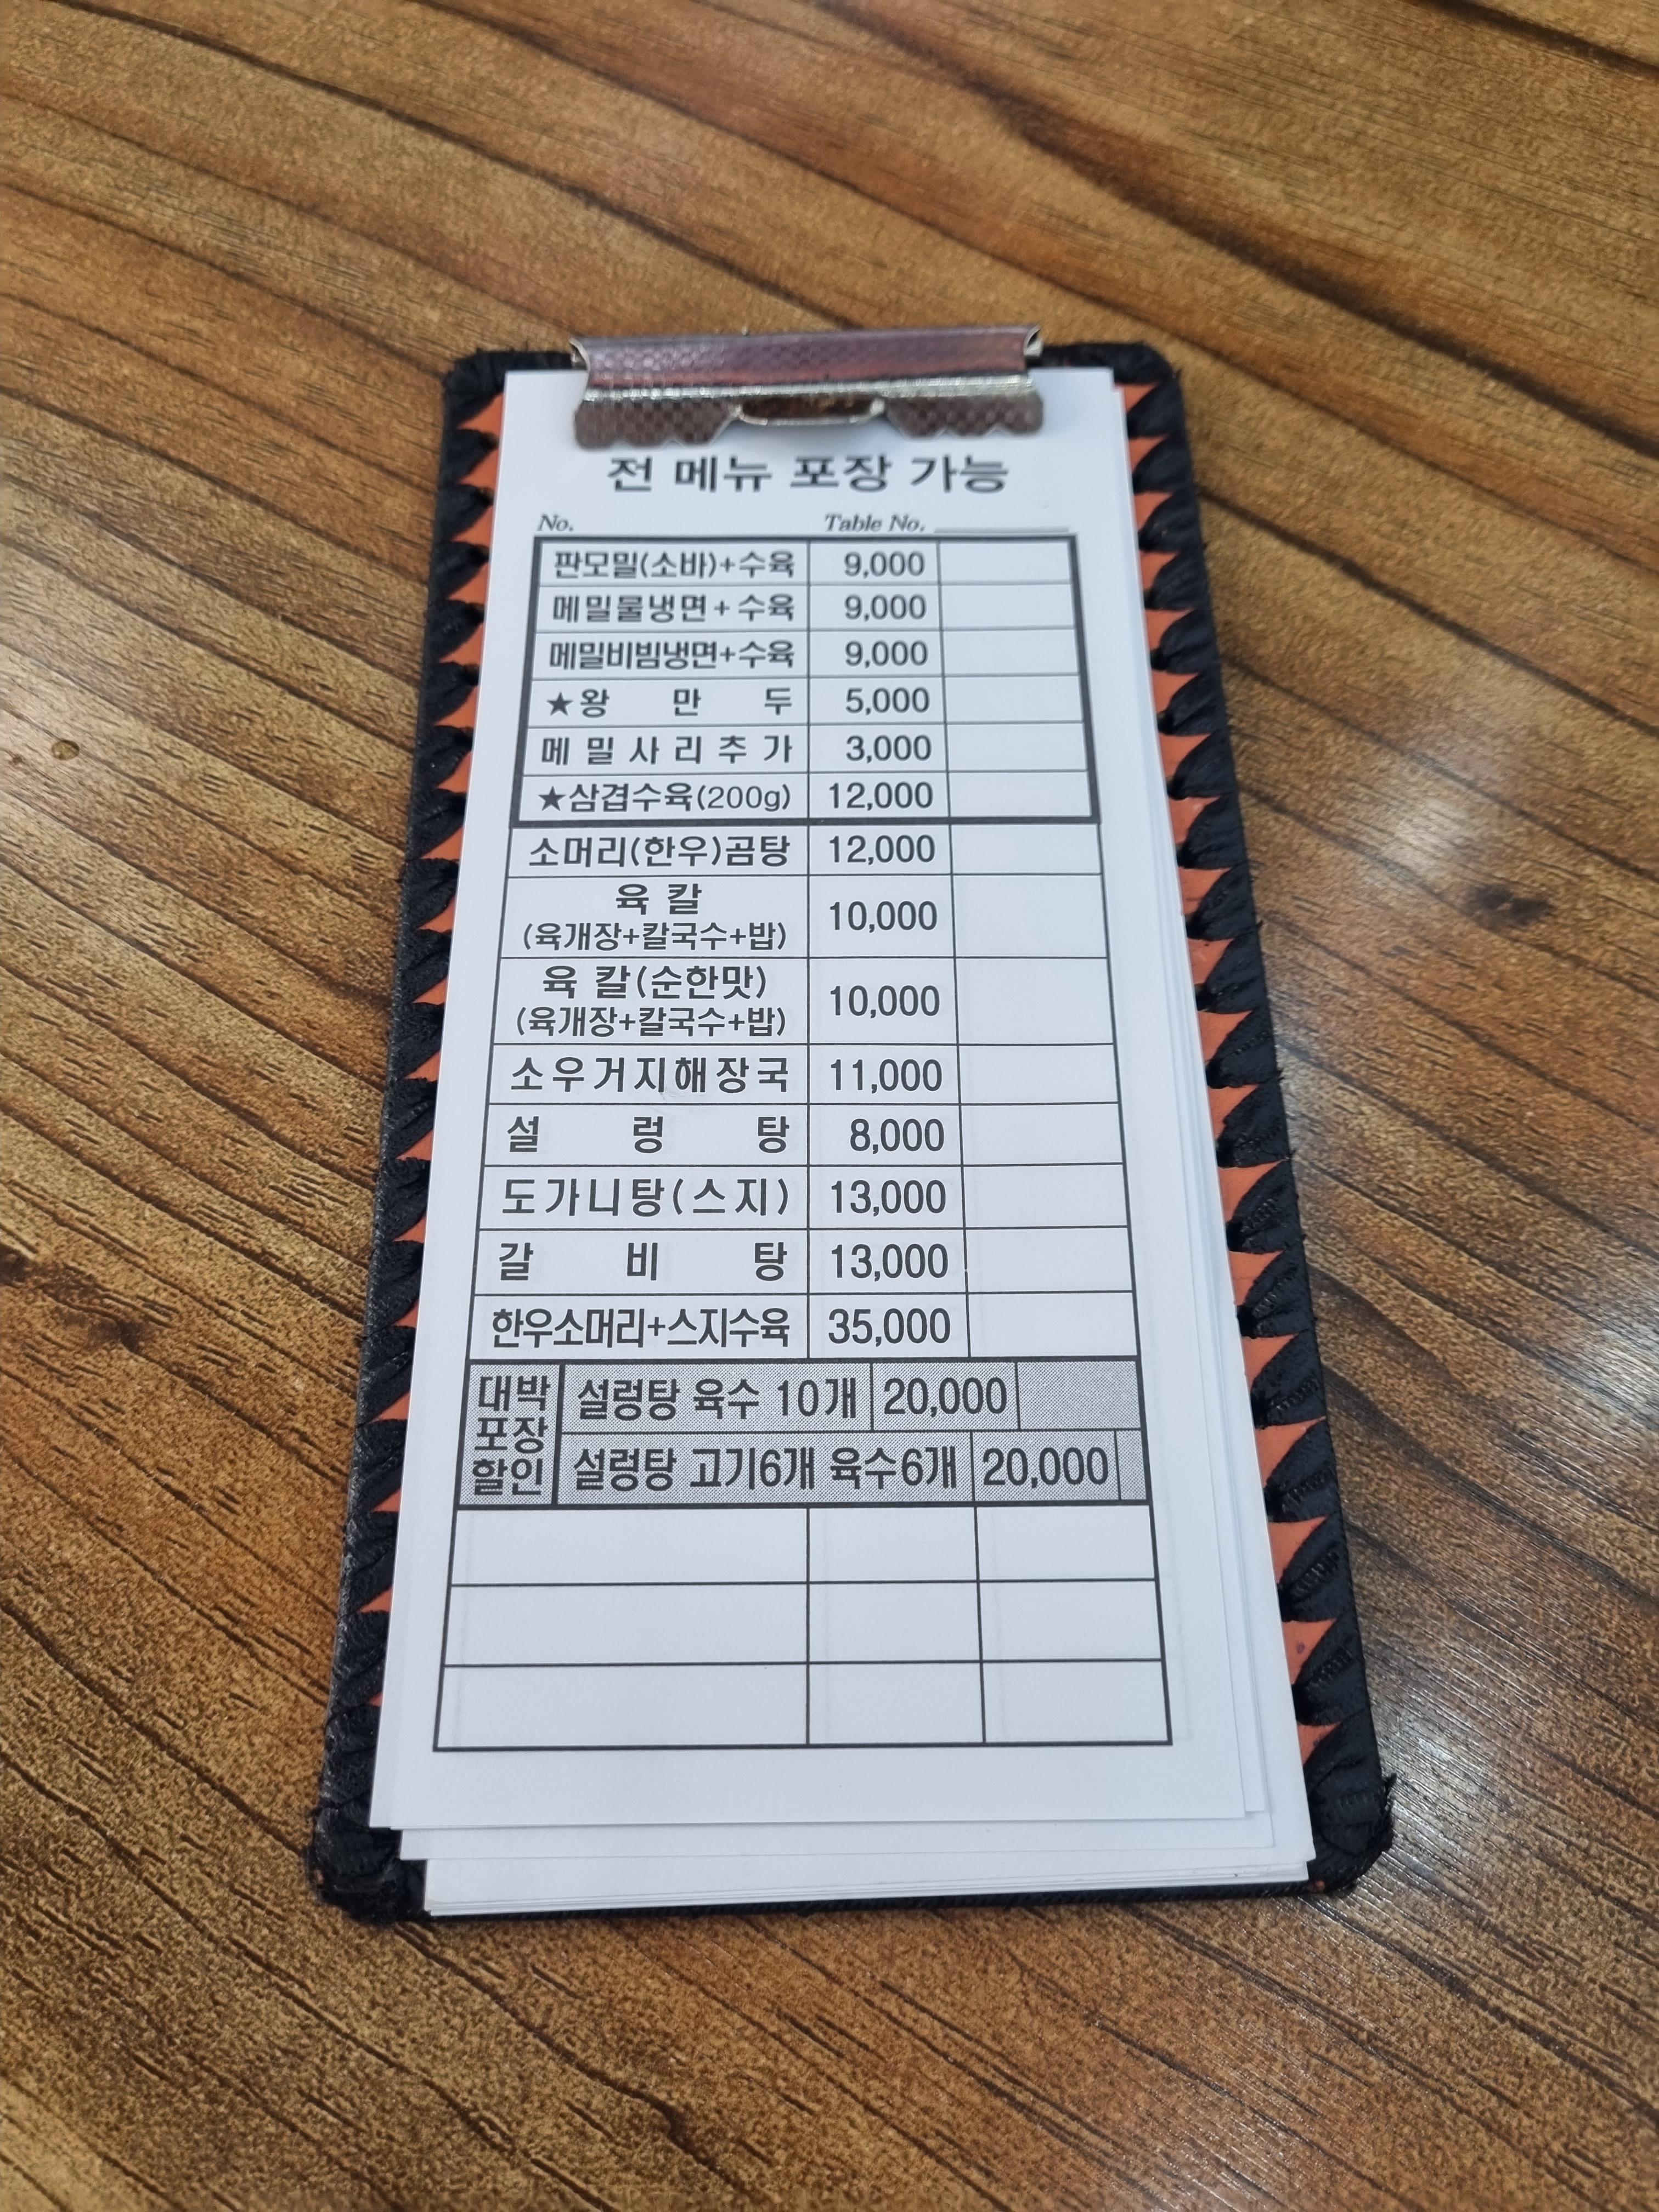 전 메뉴 포장 가능
No. Table No.
판모밀(소바)+수육 9,000
메밀물냉면+수육 9,000
메밀비빔냉면+수육 9,000
★왕만두 5,000
메밀사리추가 3,000
★삼겹수육(200g) 12,000
소머리(한우)곰탕 12,000
육 칼
(육개장+칼국수+밥) 10,000
육 칼(순한맛)
(육개장+칼국수+밥) 10,000
소우거지해장국 11,000
설렁탕 8,000
도가니탕(스지) 13,000
갈비탕 13,000
한우소머리+스지수육 35,000
대박
포장
할인
설렁탕 육수 10개 20,000
설렁탕 고기6개 육수6개 20,000